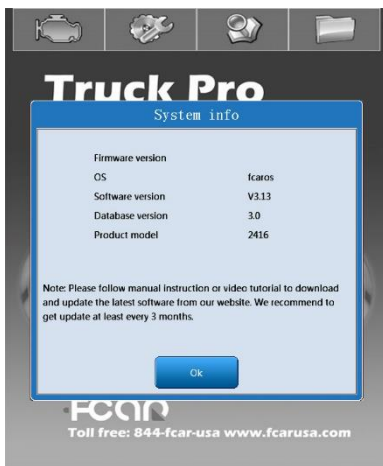 Truck Pro
System info
Firmware version
OS fcaros
Software version V3.13
Database version 3.0
Product model 2416
Note: Please follow manual instruction or video tutorial to download
and update the latest software from our website. We recommend to
get update at least every 3 months.
Ok
FCAR
Toll free: 844-fcar-usa www.fcarusa.com